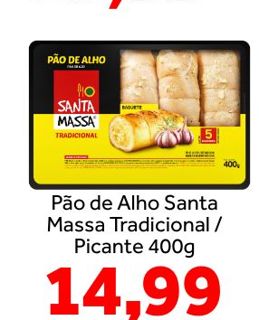 PÃO DE ALHO
SANTA
MASSA
TRADICIONAL
BAGUETE
5
400g
Pão de Alho Santa
Massa Tradicional /
Picante 400g
14,99